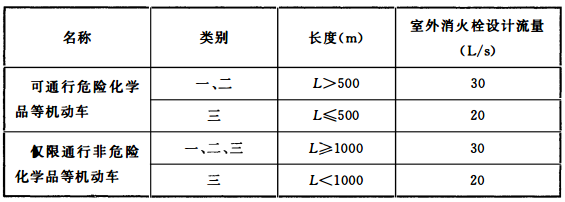 名称 类别 长度(m) 室外消火栓设计流量
(L/s)
可通行危险化学
品等机动车
一、二 L>500 30
三 L≤500 20
仅限通行非危险
化学品等机动车
一、二、三 L≥1000 30
三 L<1000 20